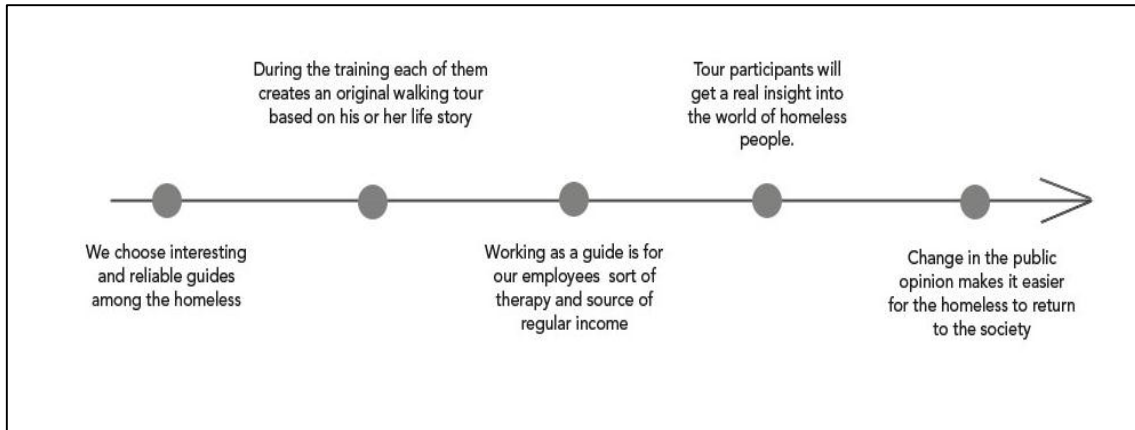 We choose interesting
and reliable guides
among the homeless
During the training each of them
creates an original walking tour
based on his or her life story
Working as a guide is for
our employees sort of
therapy and source of
regular income
Tour participants will
get a real insight into
the world of homeless
people.
Change in the public
opinion makes it easier
for the homeless to return
to the society